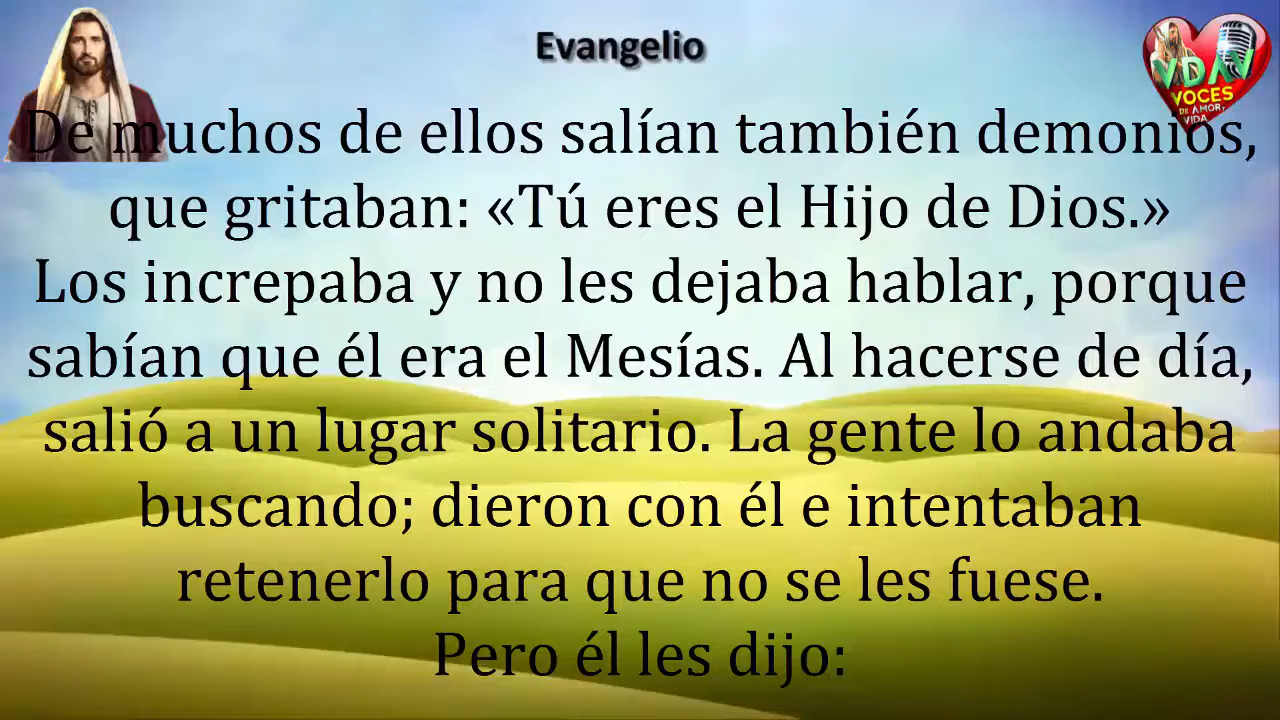 Evangelio
VDAV
VOCES
DE AMOR Y
VIDA
De muchos de ellos salían también demonios,
que gritaban: «Tú eres el Hijo de Dios.»
Los increpaba y no les dejaba hablar, porque
sabían que él era el Mesías. Al hacerse de día,
salió a un lugar solitario. La gente lo andaba
buscando; dieron con él e intentaban
retenerlo para que no se les fuese.
Pero él les dijo: